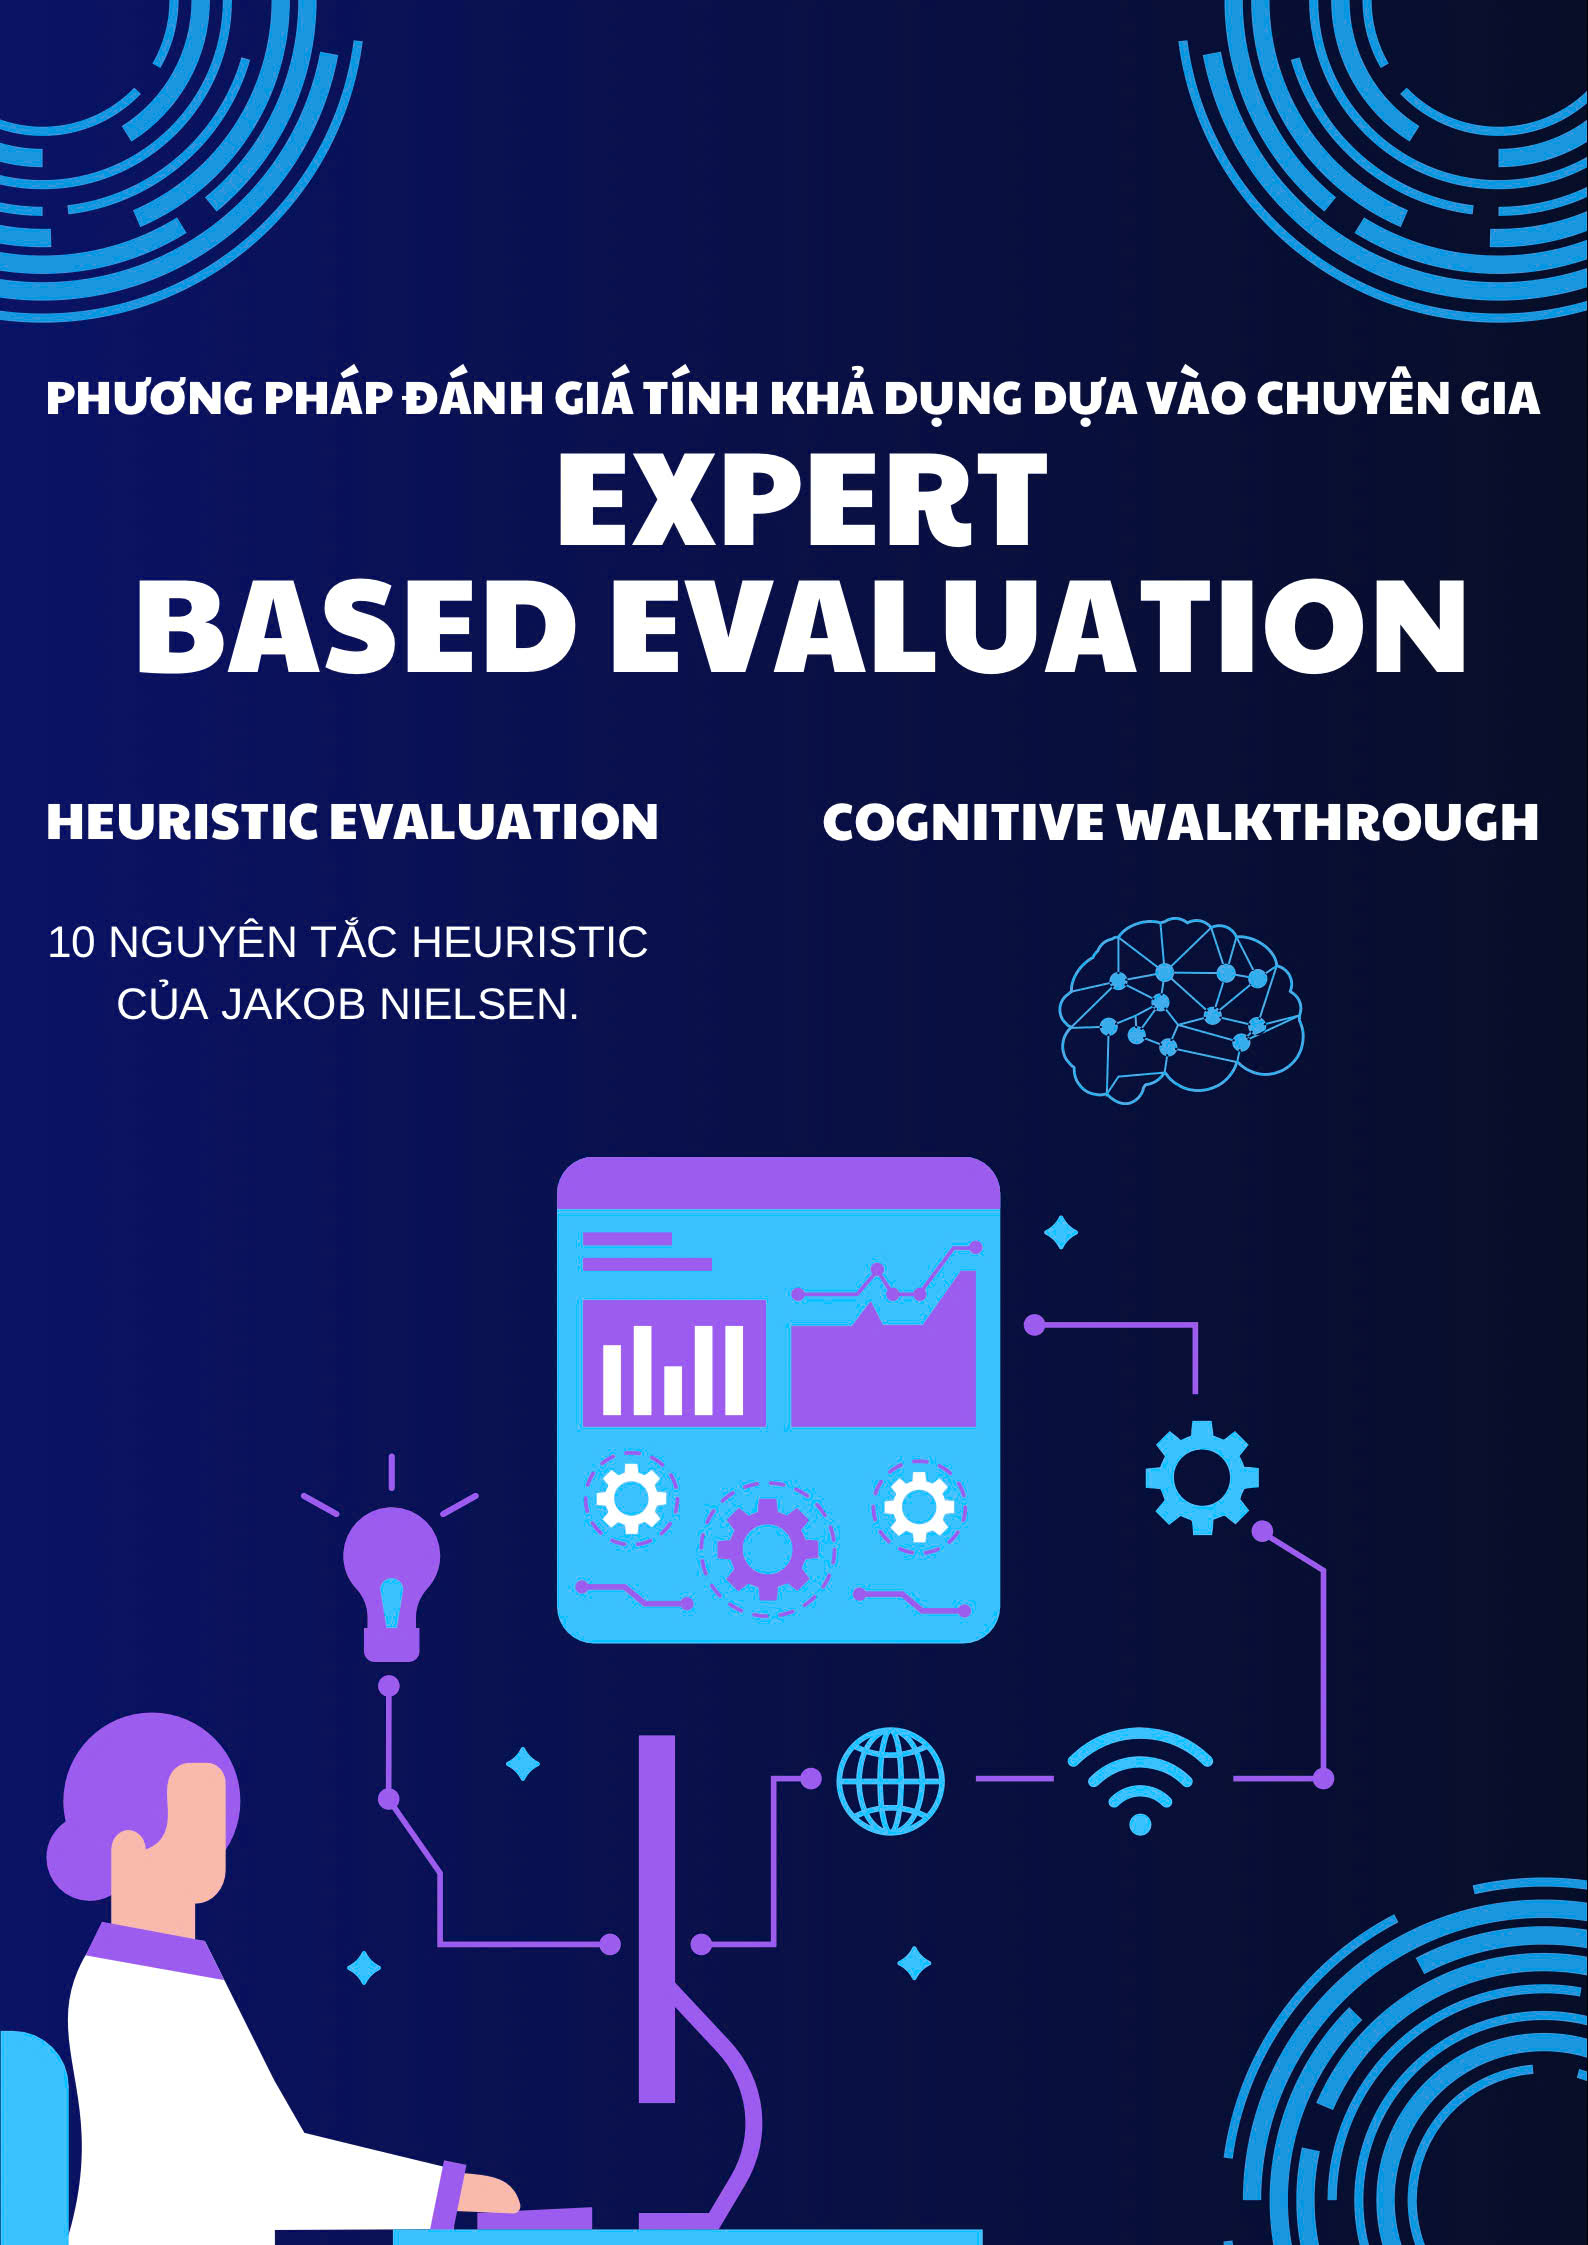 PHƯƠNG PHÁP ĐÁNH GIÁ TÍNH KHẢ DỤNG DỰA VÀO CHUYÊN GIA
EXPERT
BASED EVALUATION
HEURISTIC EVALUATION
COGNITIVE WALKTHROUGH
10 NGUYÊN TẮC HEURISTIC
CỦA JAKOB NIELSEN.